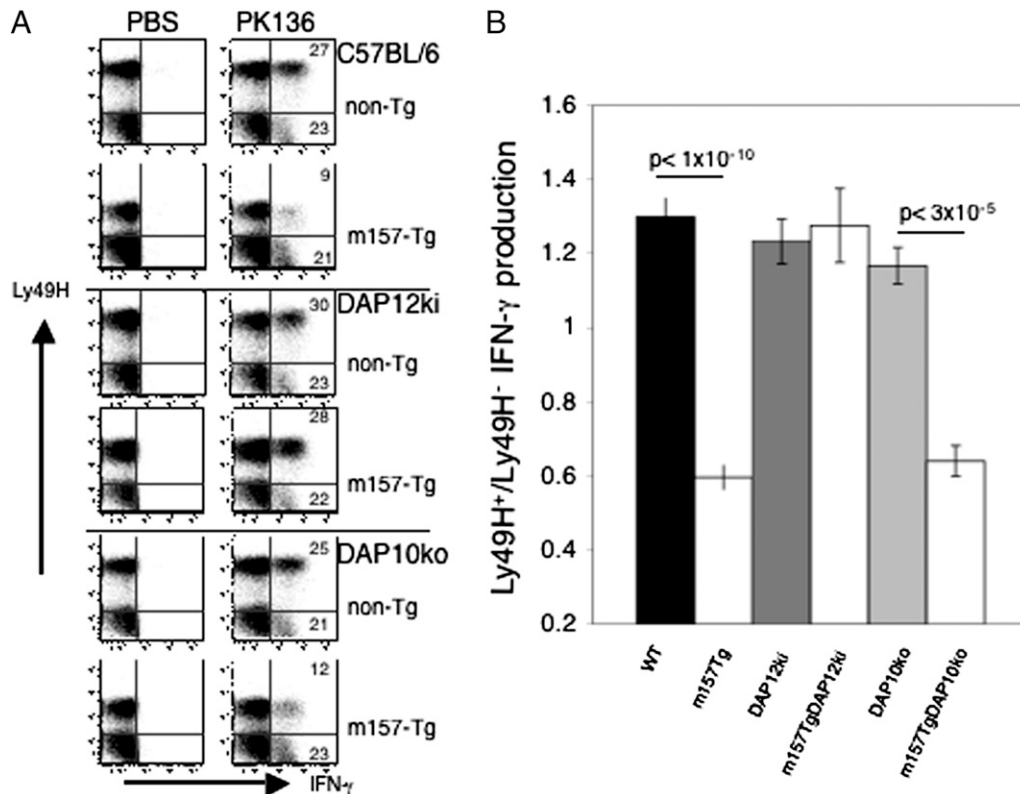 A
PBS PK136
27 C57BL/6
non-Tg
23
9
m157-Tg
21
Ly49H
30 DAP12ki
non-Tg
23
28
m157-Tg
22
25 DAP10ko
non-Tg
21
12
m157-Tg
23
IFN-γ
B
Ly49H⁺/Ly49H⁻ IFN-γ production
1.6
1.4
1.2
1
0.8
0.6
0.4
0.2
p< 1x10⁻¹⁰
p< 3x10⁻⁵
WT
m157Tg
DAP12ki
m157TgDAP12ki
DAP10ko
m157TgDAP10ko